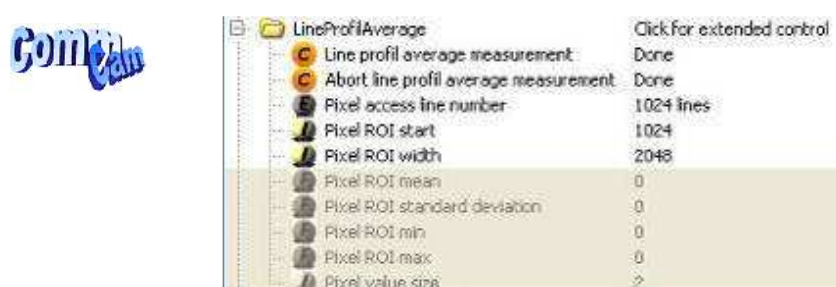 CommCam
LineProfilAverage Click for extended control
Line profil average measurement Done
Abort line profil average measurement Done
Pixel access line number 1024 lines
Pixel ROI start 1024
Pixel ROI width 2048
Pixel ROI mean 0
Pixel ROI standard deviation 0
Pixel ROI min 0
Pixel ROI max 0
Pixel value size 2